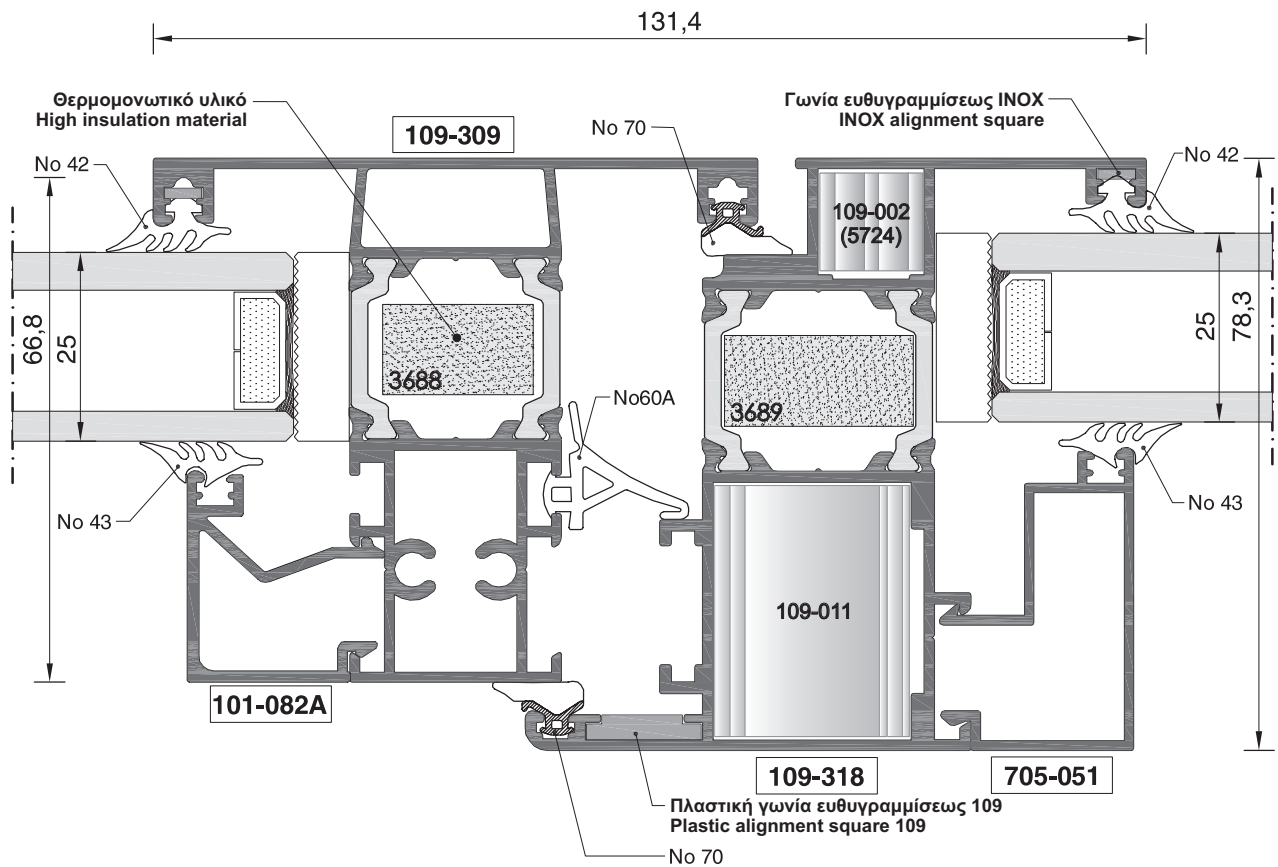 131,4
Θερμομονωτικό υλικό
High insulation material
109-309
No 70
Γωνία ευθυγραμμίσεως INOX
INOX alignment square
No 42
No 42
109-002
(5724)
66,8
25
25
78,3
3688
No60A
3689
No 43
No 43
109-011
101-082A
109-318
705-051
Πλαστική γωνία ευθυγραμμίσεως 109
Plastic alignment square 109
No 70